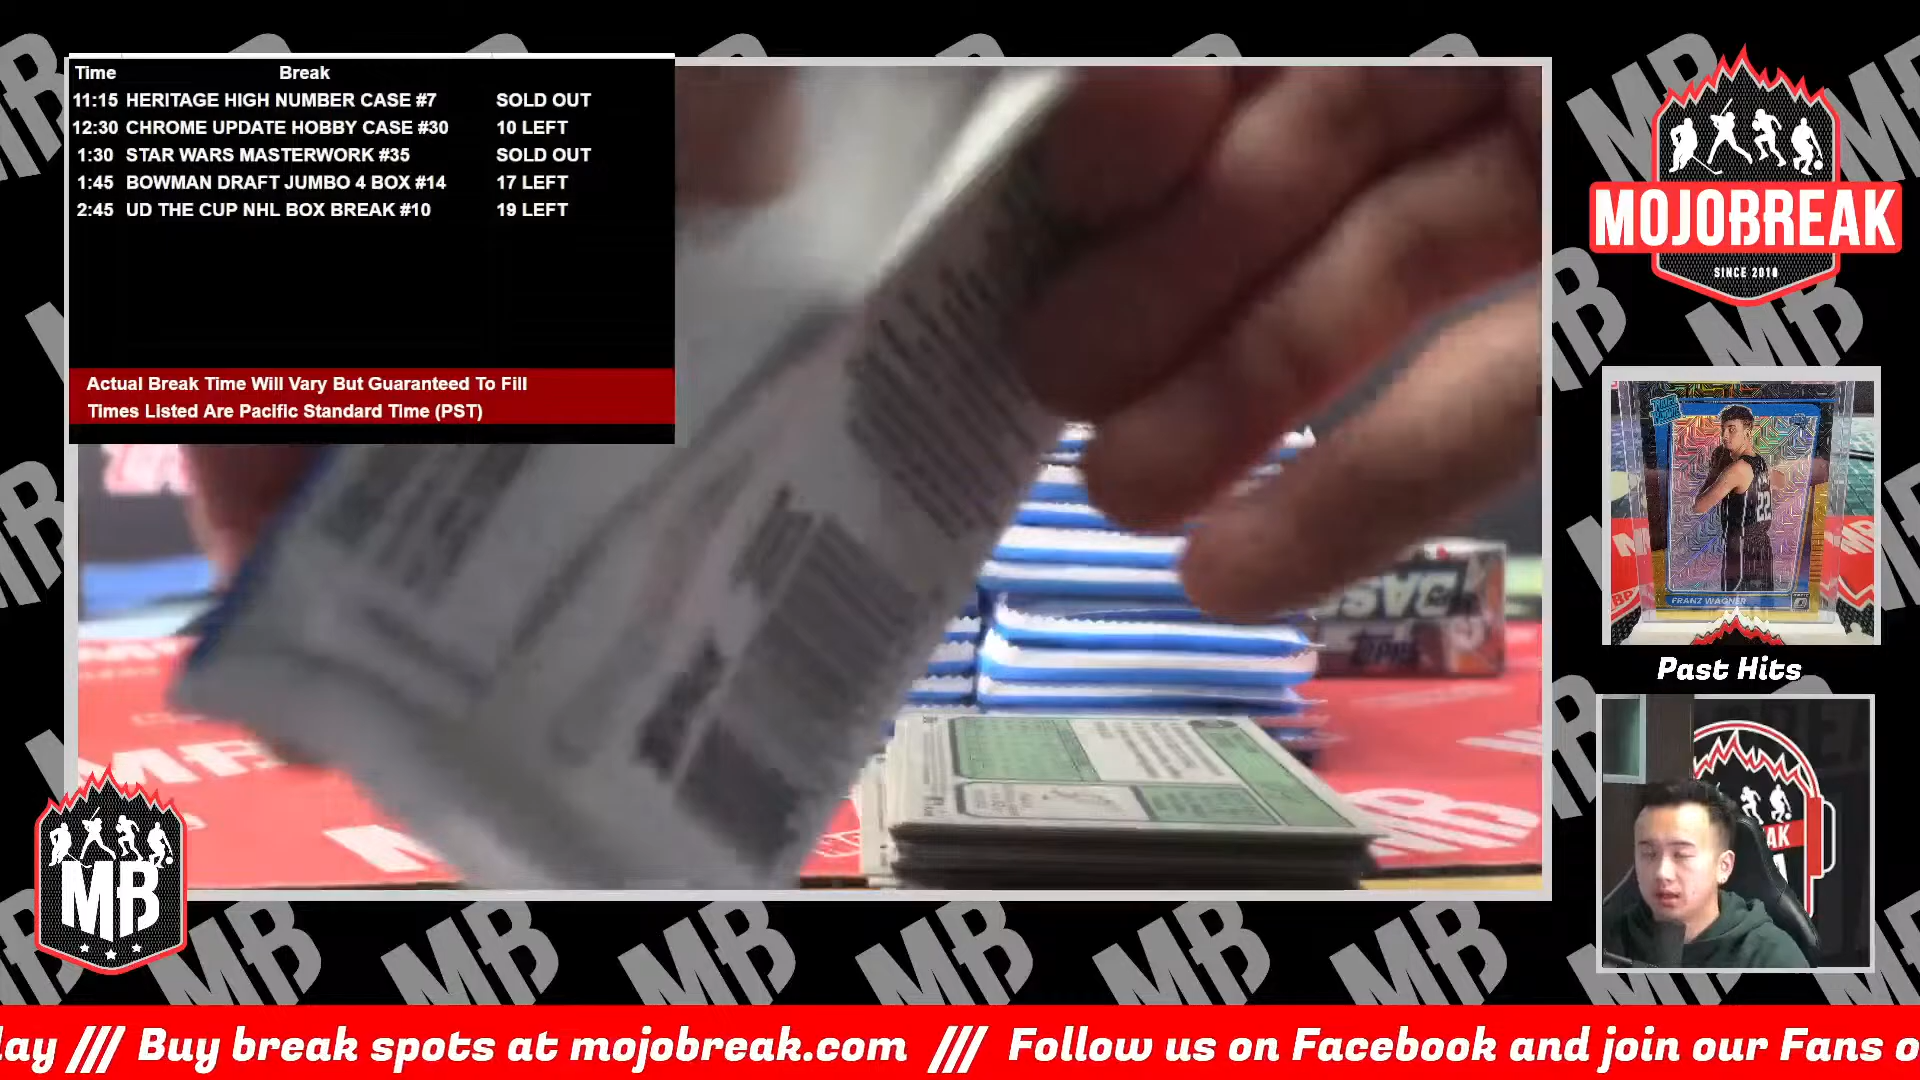 Time Break
11:15 HERITAGE HIGH NUMBER CASE #7 SOLD OUT
12:30 CHROME UPDATE HOBBY CASE #30 10 LEFT
1:30 STAR WARS MASTERWORK #35 SOLD OUT
1:45 BOWMAN DRAFT JUMBO 4 BOX #14 17 LEFT
2:45 UD THE CUP NHL BOX BREAK #10 19 LEFT
Actual Break Time Will Vary But Guaranteed To Fill
Times Listed Are Pacific Standard Time (PST)
MOJOBREAK
SINCE 2010
22
FRANZ WAGNER
Past Hits
MB
lay /// Buy break spots at mojobreak.com /// Follow us on Facebook and join our Fans o